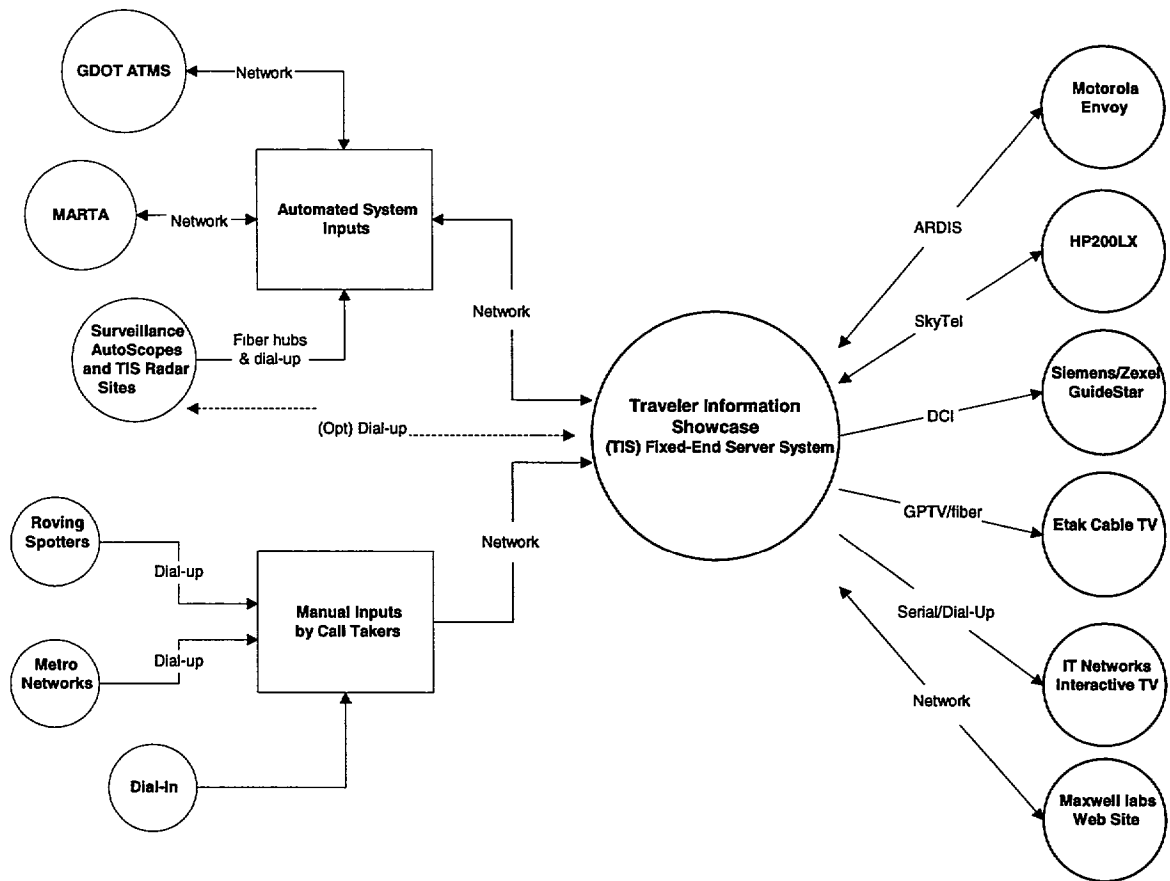 GDOT ATMS
Network
MARTA
Network
Automated System
Inputs
Surveillance
AutoScopes
and TIS Radar
Sites
Fiber hubs
& dial-up
(Opt) Dial-up
Network
Roving
Spotters
Dial-up
Metro
Networks
Dial-up
Manual Inputs
by Call Takers
Dial-In
Network
Traveler Information
Showcase
(TIS) Fixed-End Server System
ARDIS
Motorola
Envoy
SkyTel
HP200LX
DCI
Siemens/Zexel
GuideStar
GPTV/fiber
Etak Cable TV
Serial/Dial-Up
IT Networks
Interactive TV
Network
Maxwell labs
Web Site